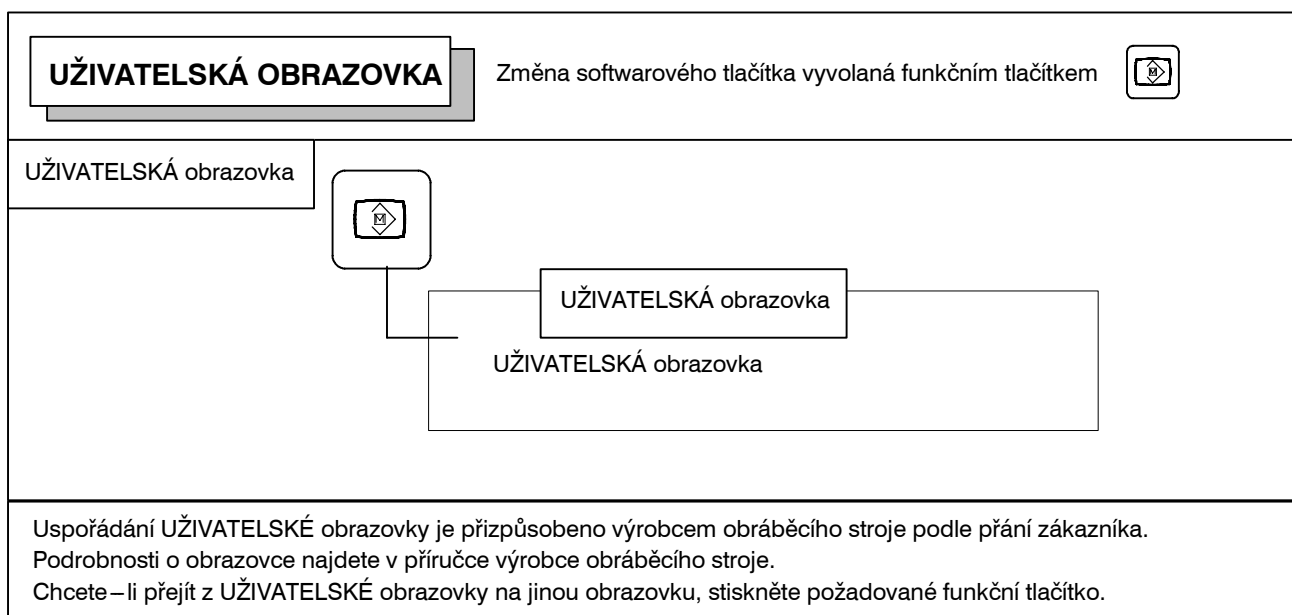 UŽIVATELSKÁ OBRAZOVKA
Změna softwarového tlačítka vyvolaná funkčním tlačítkem
M
UŽIVATELSKÁ obrazovka
M
UŽIVATELSKÁ obrazovka
UŽIVATELSKÁ obrazovka
Uspořádání UŽIVATELSKÉ obrazovky je přizpůsobeno výrobcem obráběcího stroje podle přání zákazníka.
Podrobnosti o obrazovce najdete v příručce výrobce obráběcího stroje.
Chcete–li přejít z UŽIVATELSKÉ obrazovky na jinou obrazovku, stiskněte požadované funkční tlačítko.